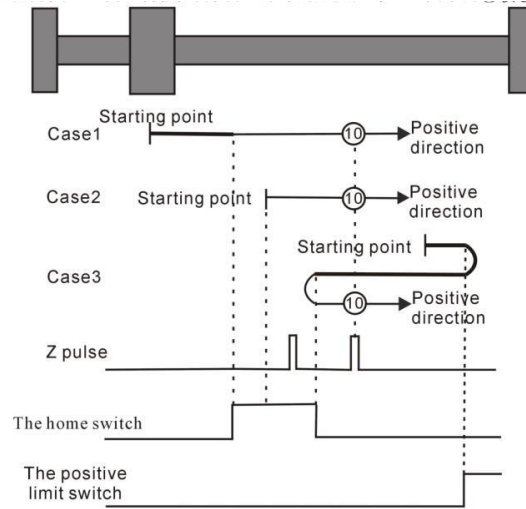 Starting point
Case1
10
Positive
direction
Case2
Starting point
10
Positive
direction
Starting point
Case3
10
Positive
direction
Z pulse
The home switch
The positive
limit switch